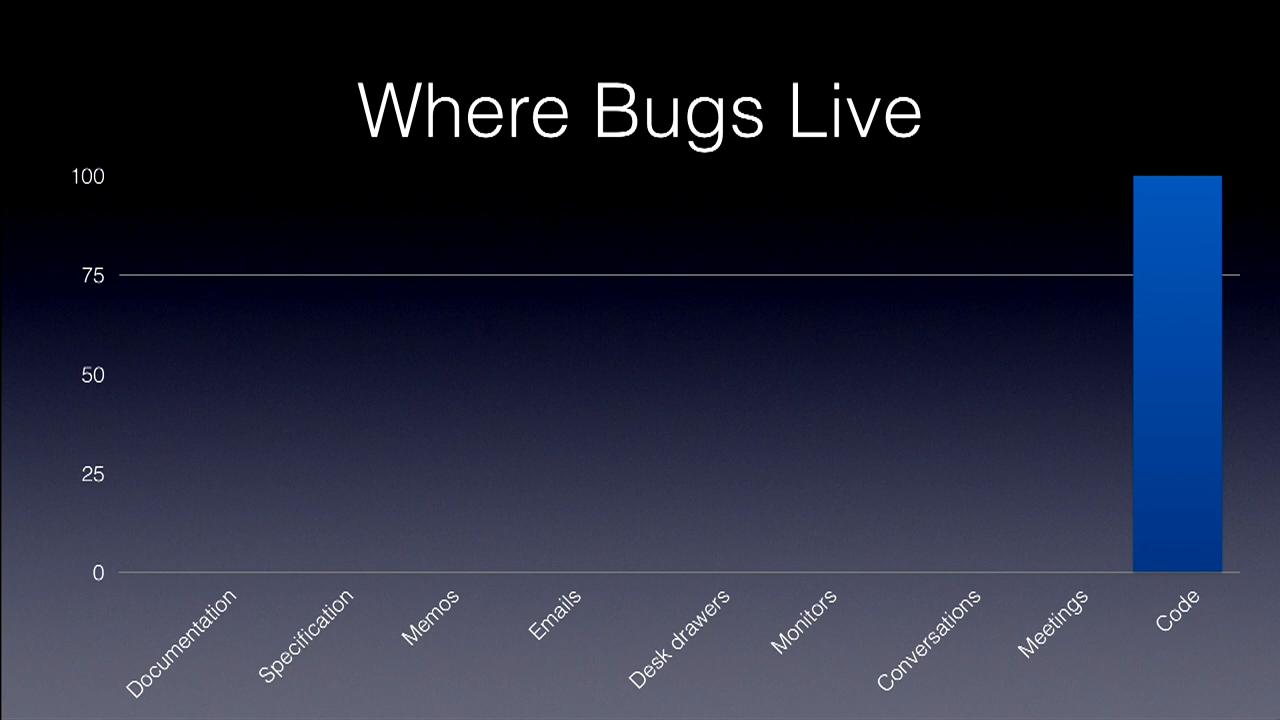 Where Bugs Live
100
75
50
25
0
Documentation
Specification
Memos
Emails
Desk drawers
Monitors
Conversations
Meetings
Code